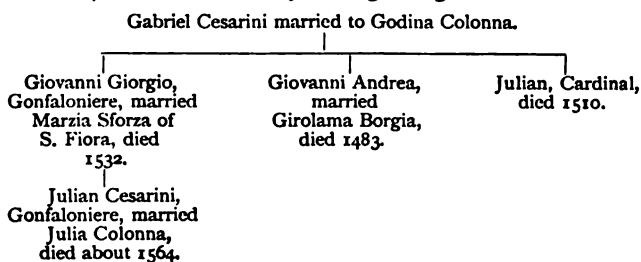 Gabriel Cesarini married to Godina Colonna.
Giovanni Giorgio,
Gonfaloniere, married
Marzia Sforza of
S. Fiora, died
1532.
Giovanni Andrea,
married
Girolama Borgia,
died 1483.
Julian, Cardinal,
died 1510.
Julian Cesarini,
Gonfaloniere, married
Julia Colonna,
died about 1564.